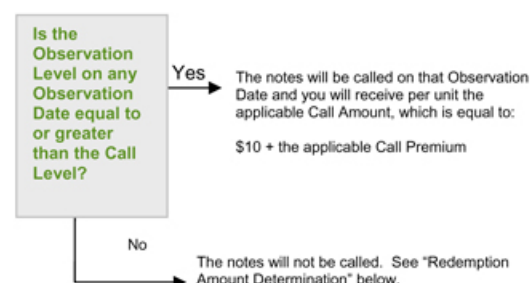 Is the
Observation
Level on any
Observation
Date equal to
or greater
than the Call
Level?
Yes
The notes will be called on that Observation
Date and you will receive per unit the
applicable Call Amount, which is equal to:
$10 + the applicable Call Premium
No
The notes will not be called. See “Redemption
Amount Determination” below.